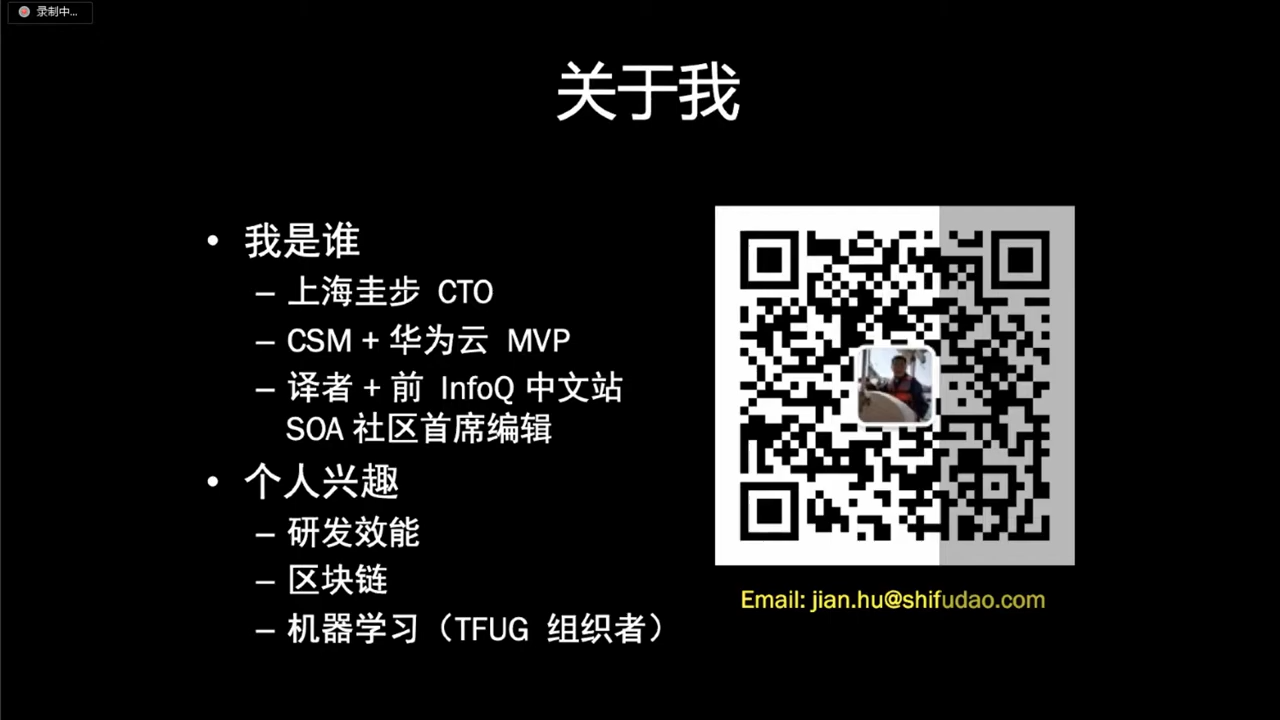 录制中...
关于我
• 我是谁
– 上海圭步 CTO
– CSM + 华为云 MVP
– 译者 + 前 InfoQ 中文站
SOA 社区首席编辑
• 个人兴趣
– 研发效能
– 区块链
– 机器学习（TFUG 组织者）
Email: jian.hu@shifudao.com